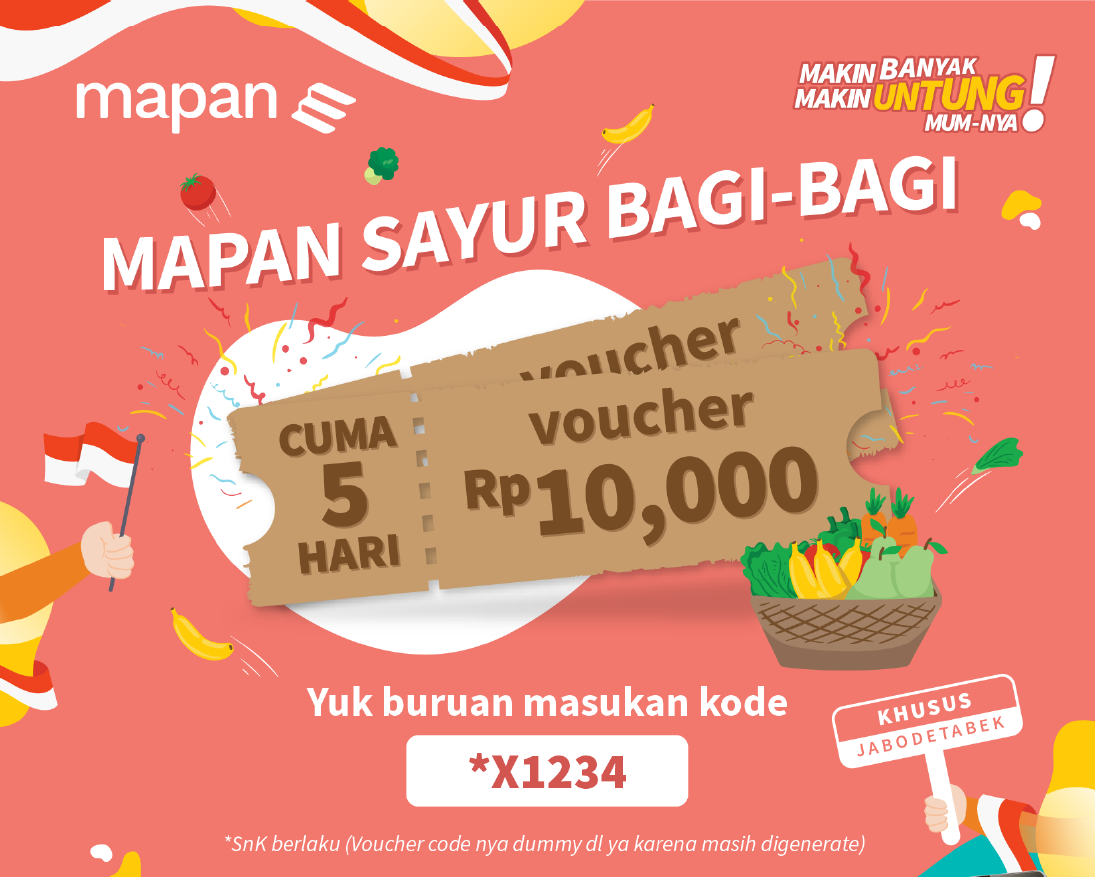 mapan
MAKIN BANYAK
MAKIN UNTUNG!
MUM-NYA
MAPAN SAYUR BAGI-BAGI
voucher
CUMA
5
HARI
voucher
Rp10,000
Yuk buruan masukan kode
*X1234
KHUSUS
JABODETABEK
*SnK berlaku (Voucher code nya dummy dl ya karena masih digenerate)